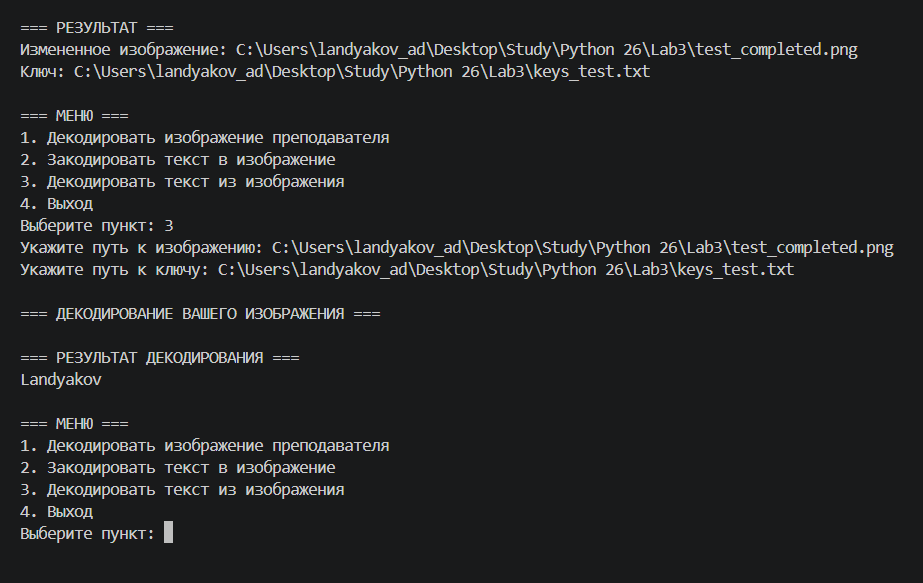 === РЕЗУЛЬТАТ ===
Измененное изображение: C:\Users\landyakov_ad\Desktop\Study\Python 26\Lab3\test_completed.png
Ключ: C:\Users\landyakov_ad\Desktop\Study\Python 26\Lab3\keys_test.txt
=== МЕНЮ ===
1. Декодировать изображение преподавателя
2. Закодировать текст в изображение
3. Декодировать текст из изображения
4. Выход
Выберите пункт: 3
Укажите путь к изображению: C:\Users\landyakov_ad\Desktop\Study\Python 26\Lab3\test_completed.png
Укажите путь к ключу: C:\Users\landyakov_ad\Desktop\Study\Python 26\Lab3\keys_test.txt
=== ДЕКОДИРОВАНИЕ ВАШЕГО ИЗОБРАЖЕНИЯ ===
=== РЕЗУЛЬТАТ ДЕКОДИРОВАНИЯ ===
Landyakov
=== МЕНЮ ===
1. Декодировать изображение преподавателя
2. Закодировать текст в изображение
3. Декодировать текст из изображения
4. Выход
Выберите пункт: